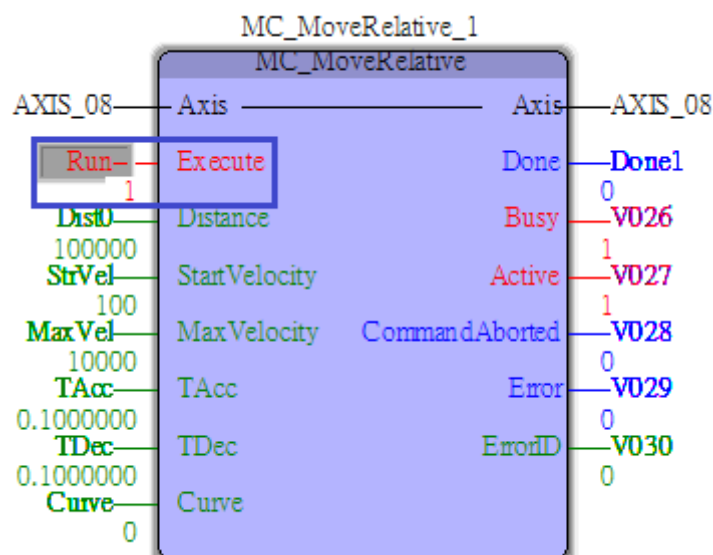 MC_MoveRelative_1
MC_MoveRelative
AXIS_08 Axis Axis AXIS_08
Run Execute Done Done1
1 0
Dist0 Distance Busy V026
100000 1
StrVel StartVelocity Active V027
100 1
MaxVel MaxVelocity CommandAborted V028
10000 0
TAcc TAcc Error V029
0.1000000 0
TDec TDec ErrorID V030
0.1000000 0
Curve Curve
0